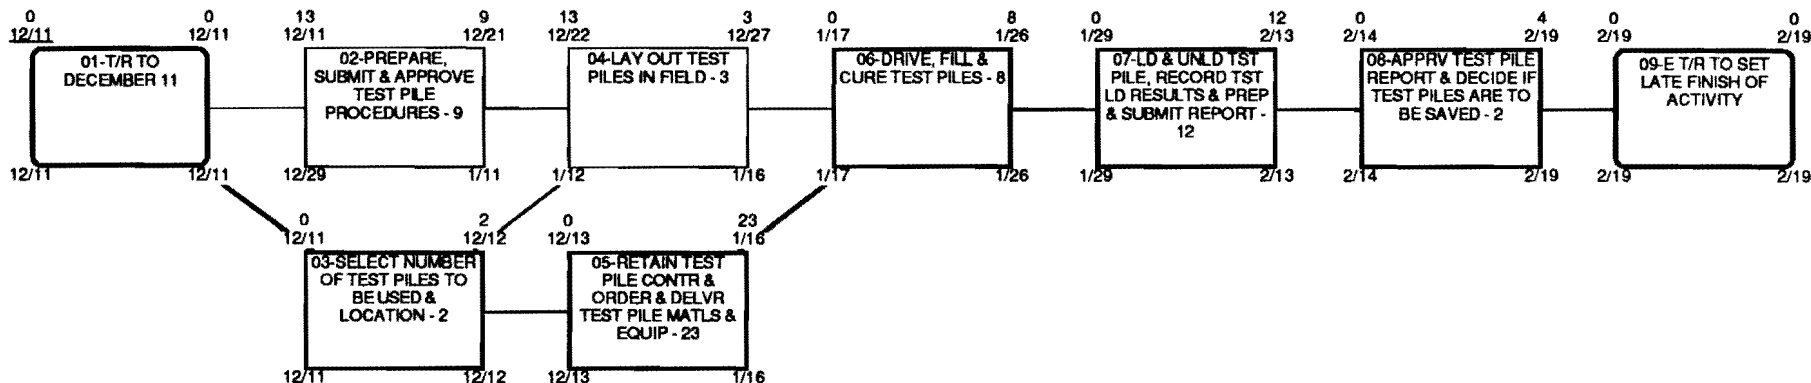 0 0 13 9 13 3 0 8 0 12 0 4 0 0
12/11 12/11 12/11 12/21 12/22 12/27 1/17 1/26 1/29 2/13 2/14 2/19 2/19 2/19
01-T/R TO
DECEMBER 11
02-PREPARE,
SUBMIT & APPROVE
TEST PILE
PROCEDURES - 9
04-LAY OUT TEST
PILES IN FIELD - 3
06-DRIVE, FILL &
CURE TEST PILES - 8
07-LD & UNLD TST
PILE, RECORD TST
LD RESULTS & PREP
& SUBMIT REPORT -
12
08-APPRV TEST PILE
REPORT & DECIDE IF
TEST PILES ARE TO
BE SAVED - 2
09-E T/R TO SET
LATE FINISH OF
ACTIVITY
12/11 12/11 12/29 1/11 1/12 1/16 1/17 1/26 1/29 2/13 2/14 2/19 2/19 2/19
0 2 0 23
12/11 12/12 12/13 1/16
03-SELECT NUMBER
OF TEST PILES TO
BE USED &
LOCATION - 2
05-RETAIN TEST
PILE CONTR &
ORDER & DELVR
TEST PILE MATLS &
EQUIP - 23
12/11 12/12 12/13 1/16